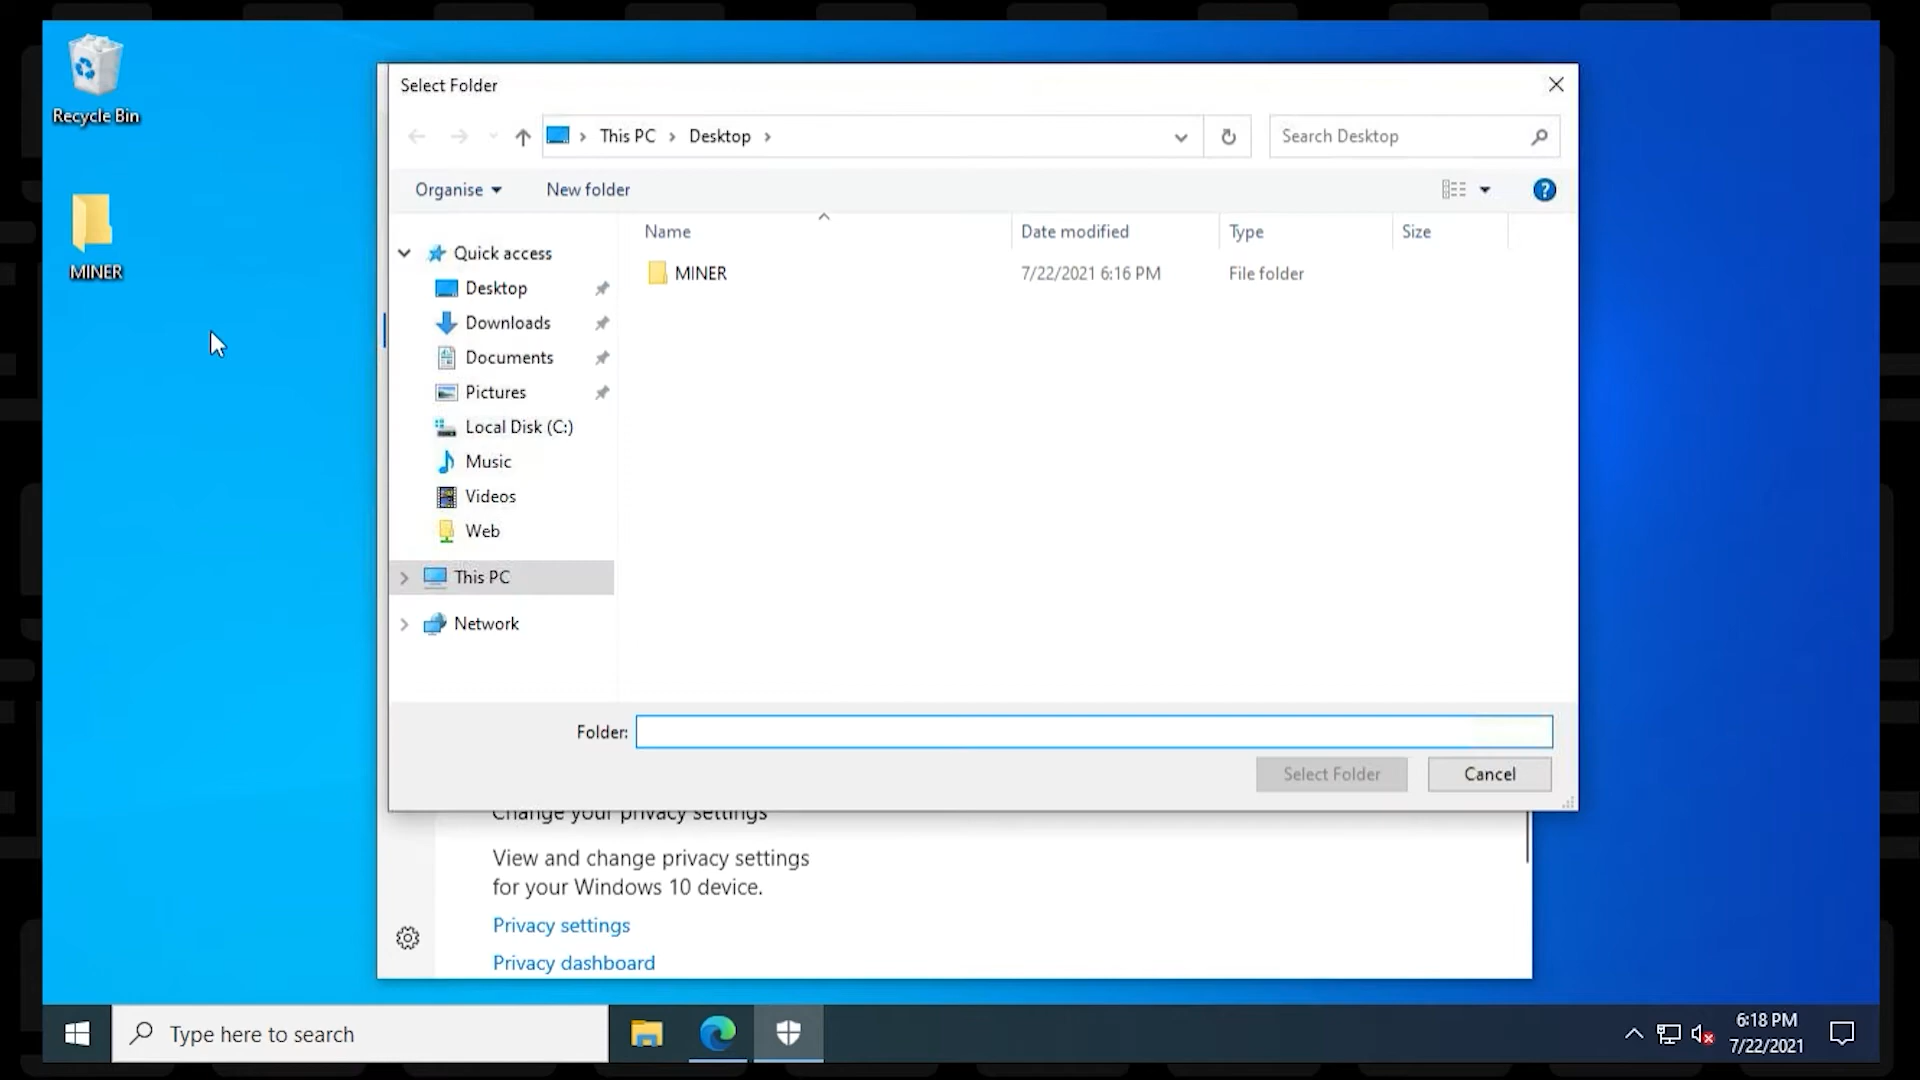 Recycle Bin
MINER
Select Folder
This PC
Desktop
Search Desktop
Organise
New folder
Name
Date modified
Type
Size
MINER
7/22/2021 6:16 PM
File folder
Quick access
Desktop
Downloads
Documents
Pictures
Local Disk (C:)
Music
Videos
Web
This PC
Network
Folder:
Select Folder
Cancel
Change your privacy settings
View and change privacy settings
for your Windows 10 device.
Privacy settings
Privacy dashboard
Type here to search
6:18 PM
7/22/2021